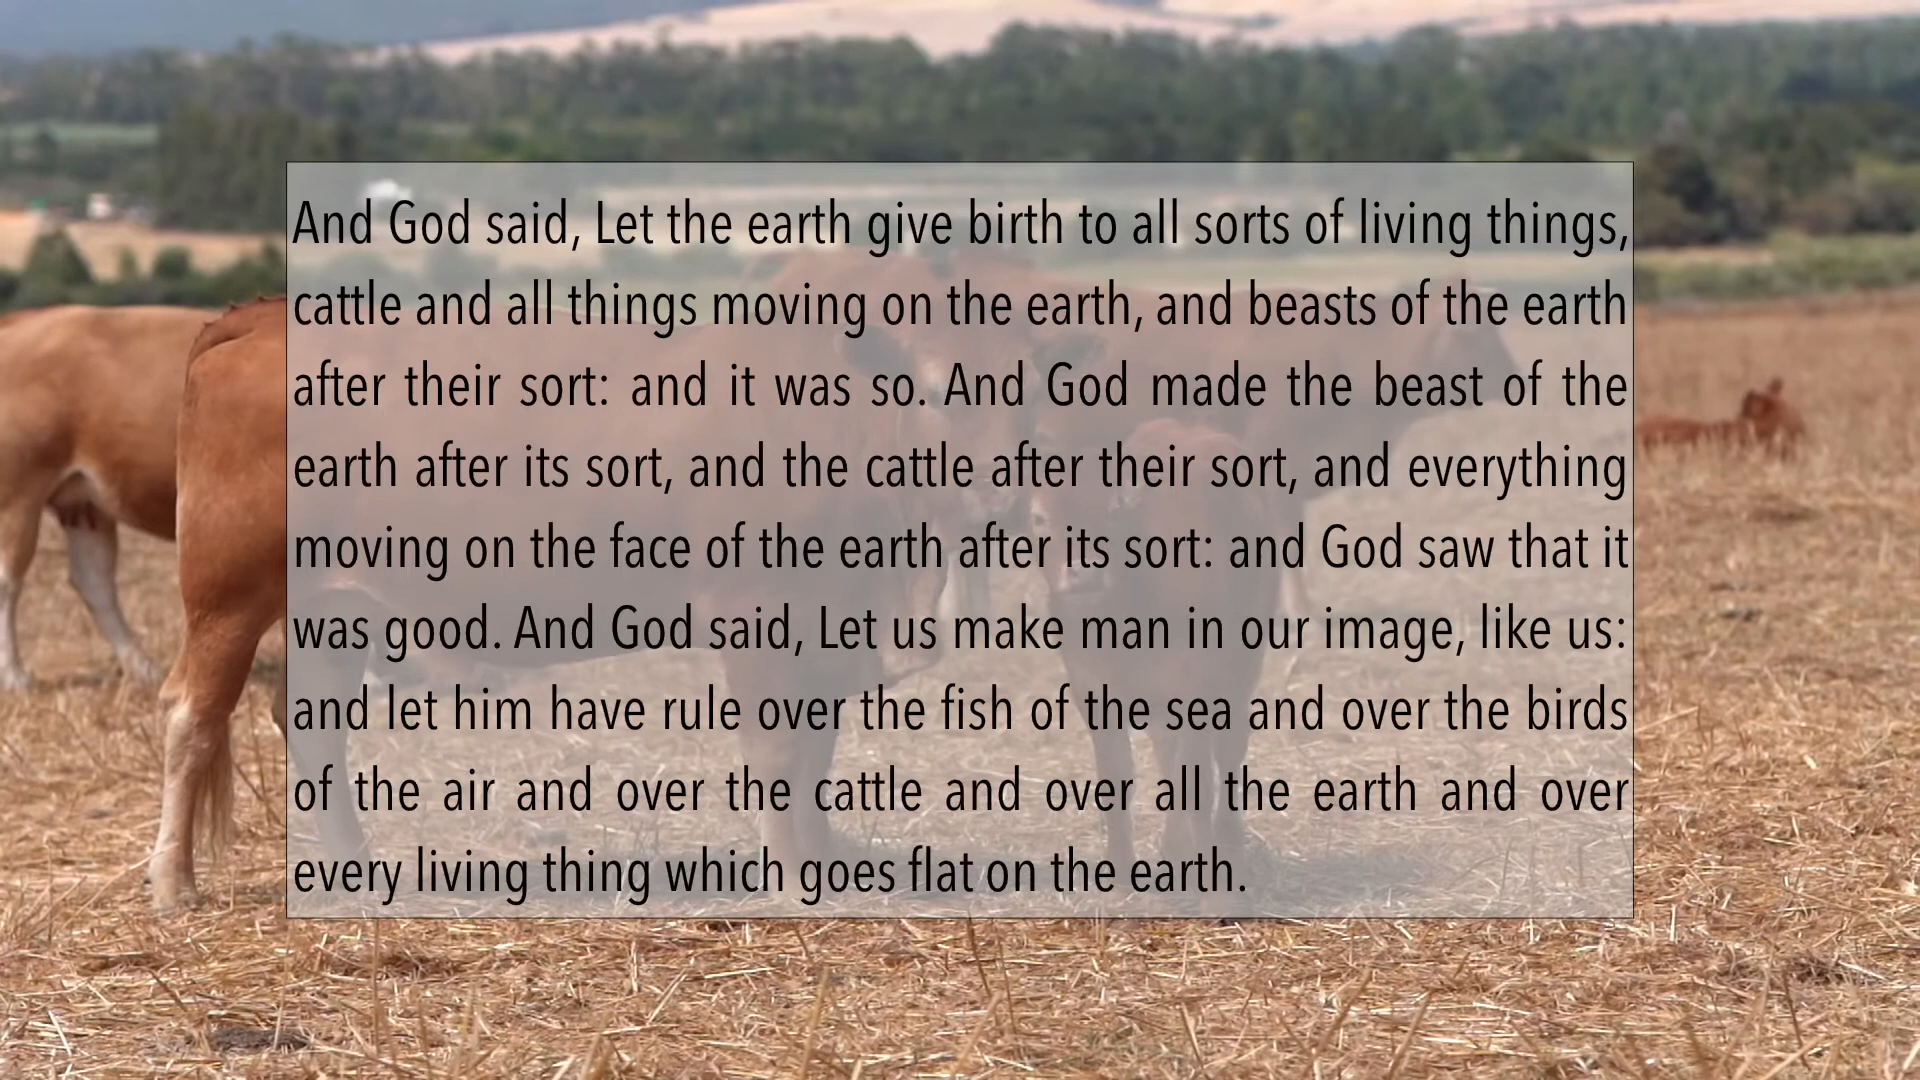 And God said, Let the earth give birth to all sorts of living things,
cattle and all things moving on the earth, and beasts of the earth
after their sort: and it was so. And God made the beast of the
earth after its sort, and the cattle after their sort, and everything
moving on the face of the earth after its sort: and God saw that it
was good. And God said, Let us make man in our image, like us:
and let him have rule over the fish of the sea and over the birds
of the air and over the cattle and over all the earth and over
every living thing which goes flat on the earth.